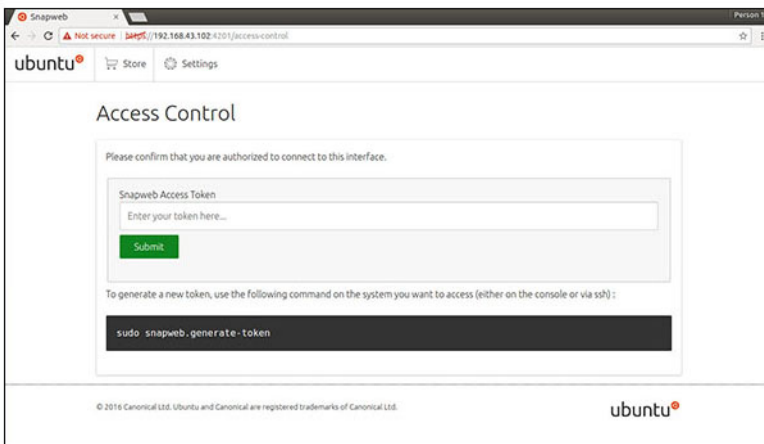 Snapweb
Person 1
Not secure | https://192.168.43.102:4201/access-control
ubuntu
Store
Settings
Access Control
Please confirm that you are authorized to connect to this interface.
Snapweb Access Token
Enter your token here...
Submit
To generate a new token, use the following command on the system you want to access (either on the console or via ssh) :
sudo snapweb.generate-token
© 2016 Canonical Ltd. Ubuntu and Canonical are registered trademarks of Canonical Ltd.
ubuntu